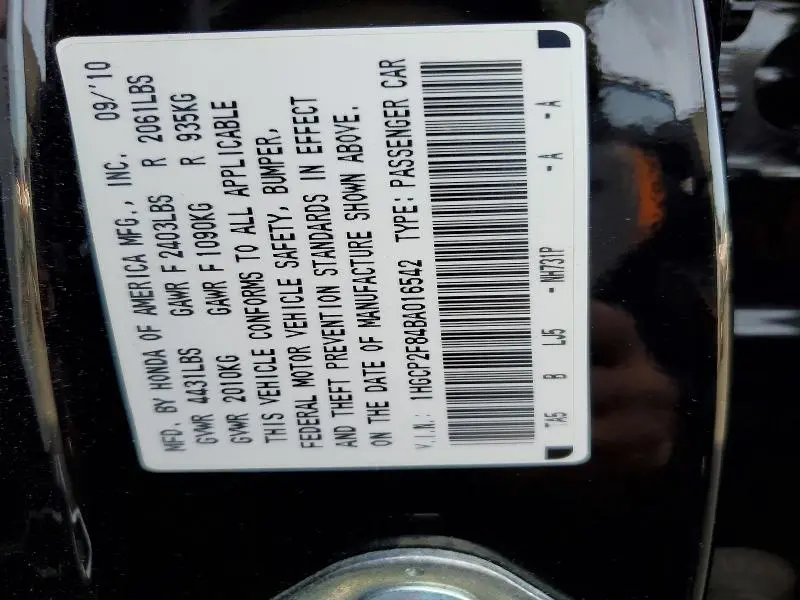 MFD. BY HONDA OF AMERICA MFG., INC. 09/'10
GVWR 4431LBS GAWR F 2403LBS R 2061LBS
GVWR 2010KG GAWR F 1090KG R 935KG
THIS VEHICLE CONFORMS TO ALL APPLICABLE
FEDERAL MOTOR VEHICLE SAFETY, BUMPER,
AND THEFT PREVENTION STANDARDS IN EFFECT
ON THE DATE OF MANUFACTURE SHOWN ABOVE.
V.I.N.: 1HGCP2F84BA016542 TYPE: PASSENGER CAR
TA5 B LJ5 - NH731P - A - A